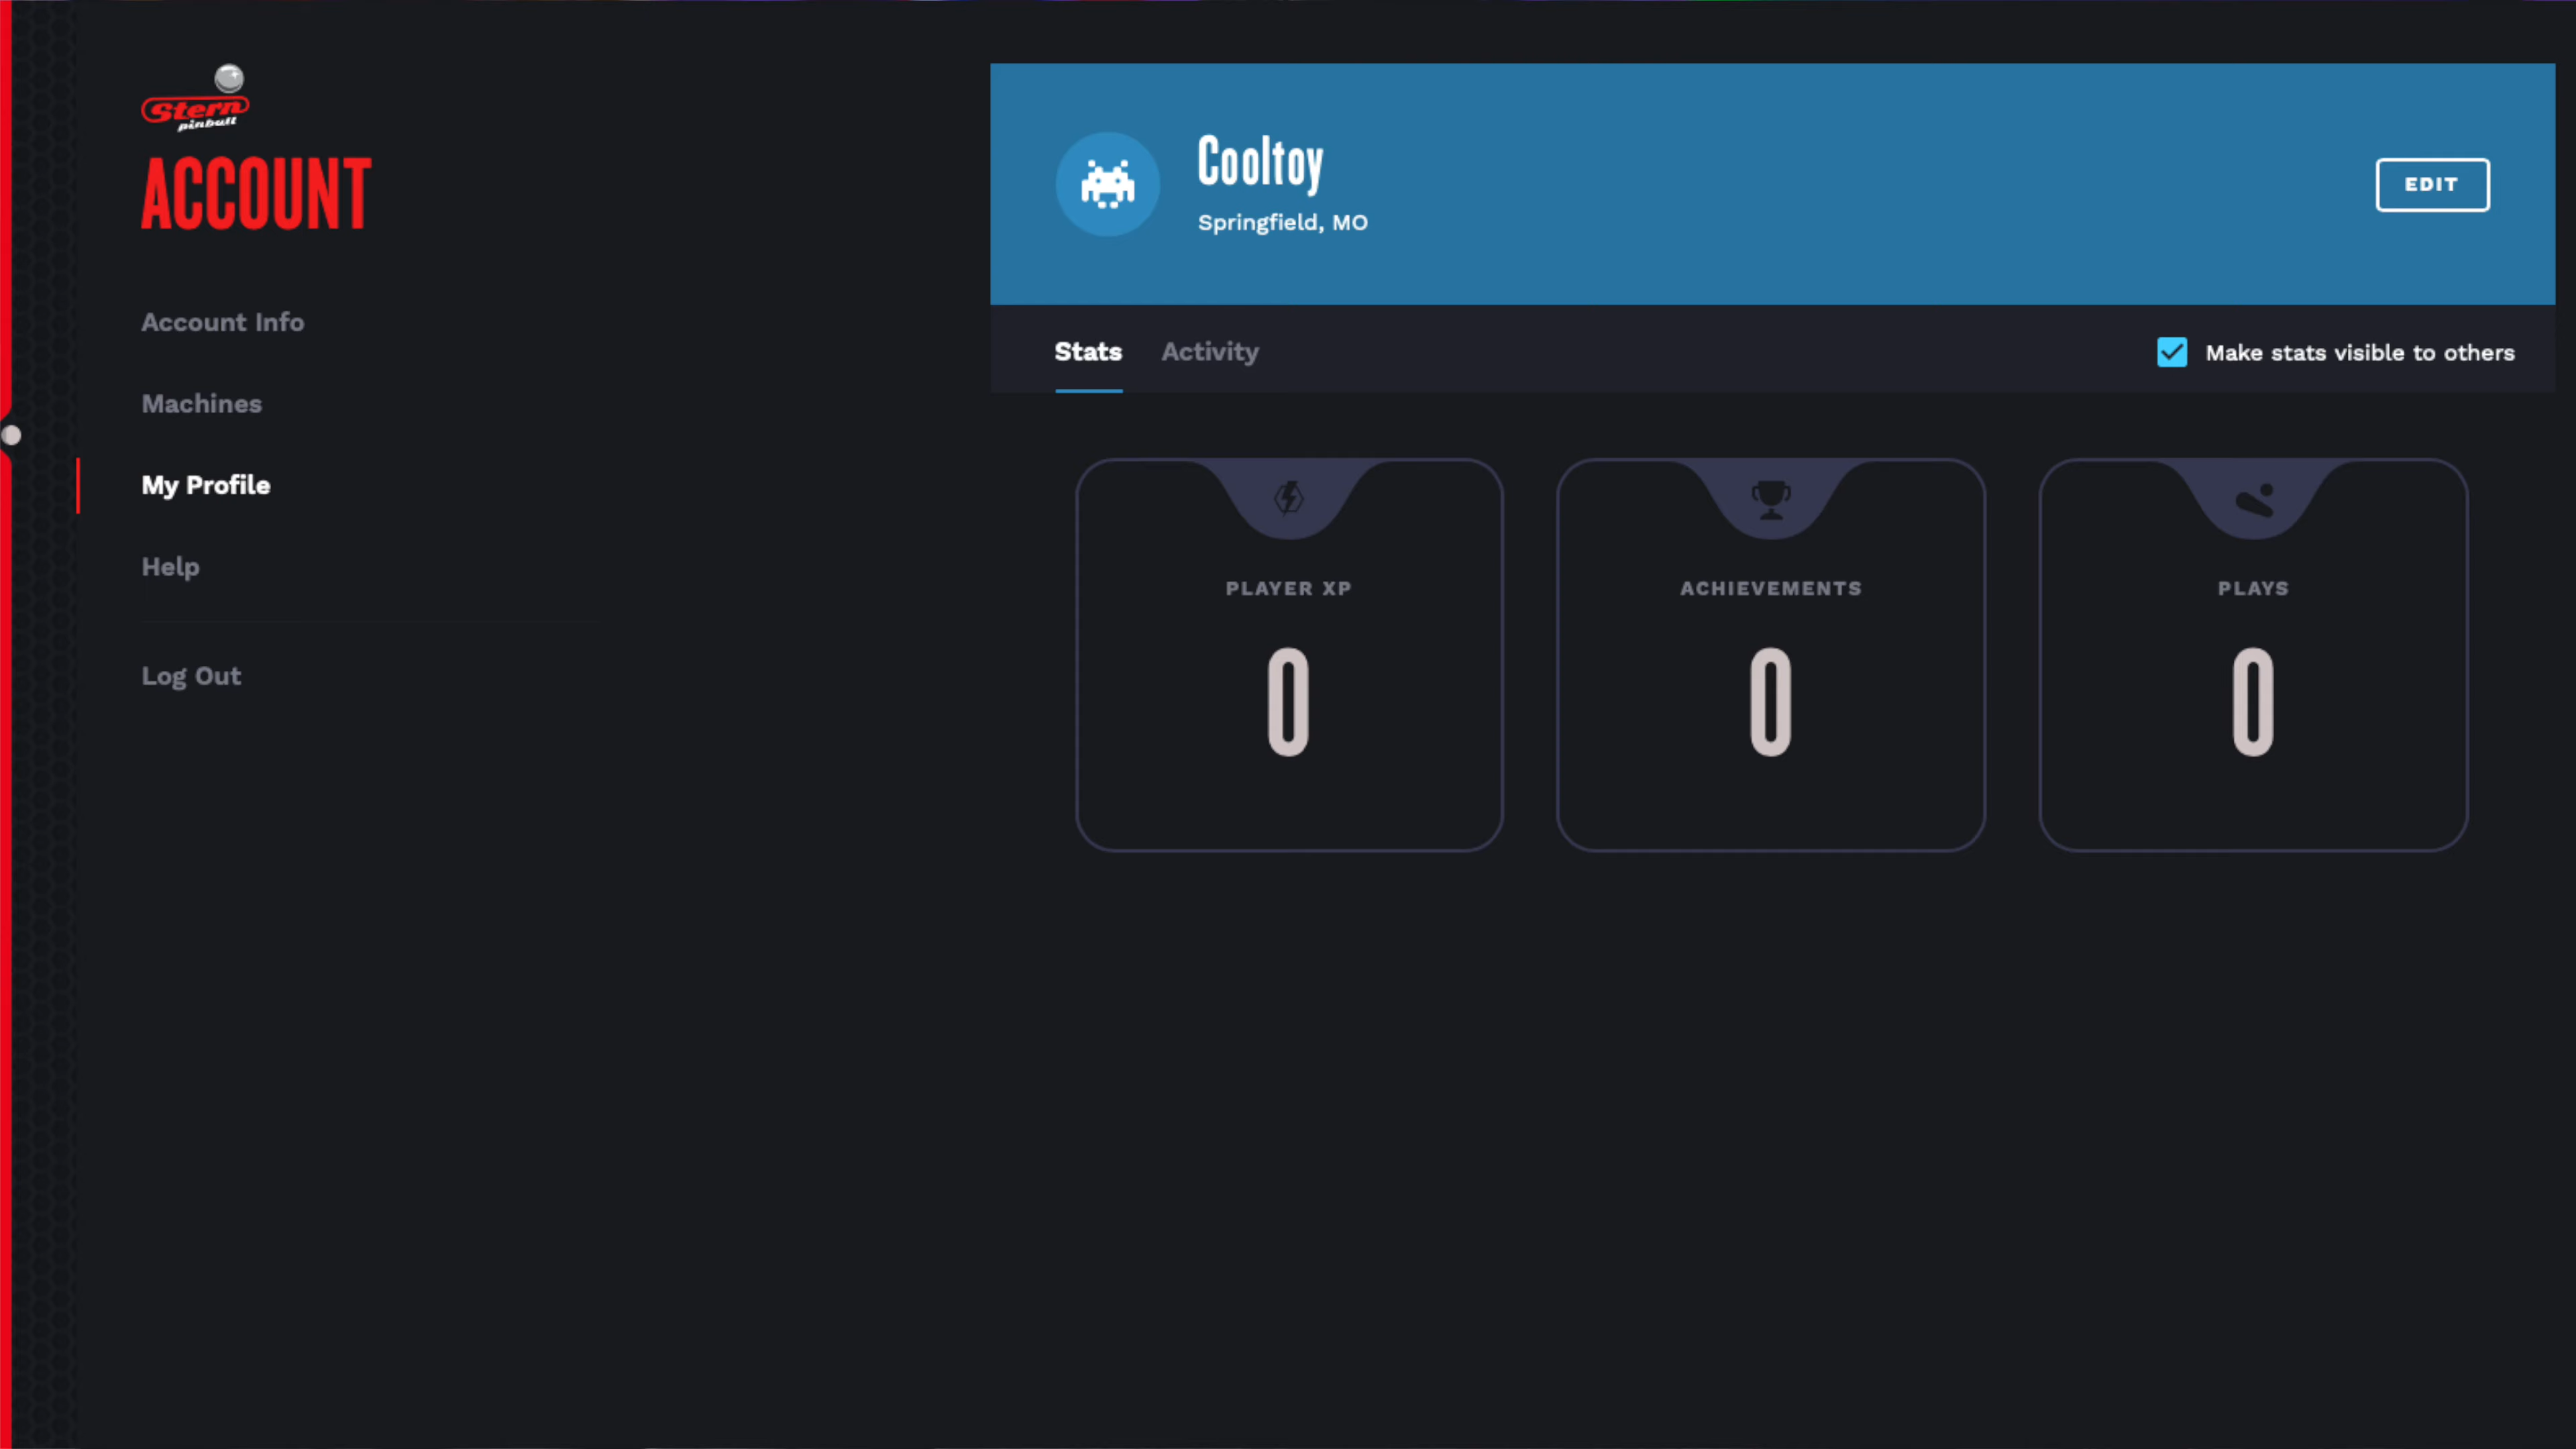 Stern
pinball
ACCOUNT
Account Info
Machines
My Profile
Help
Log Out
Cooltoy
Springfield, MO
EDIT
Stats
Activity
Make stats visible to others
PLAYER XP
0
ACHIEVEMENTS
0
PLAYS
0